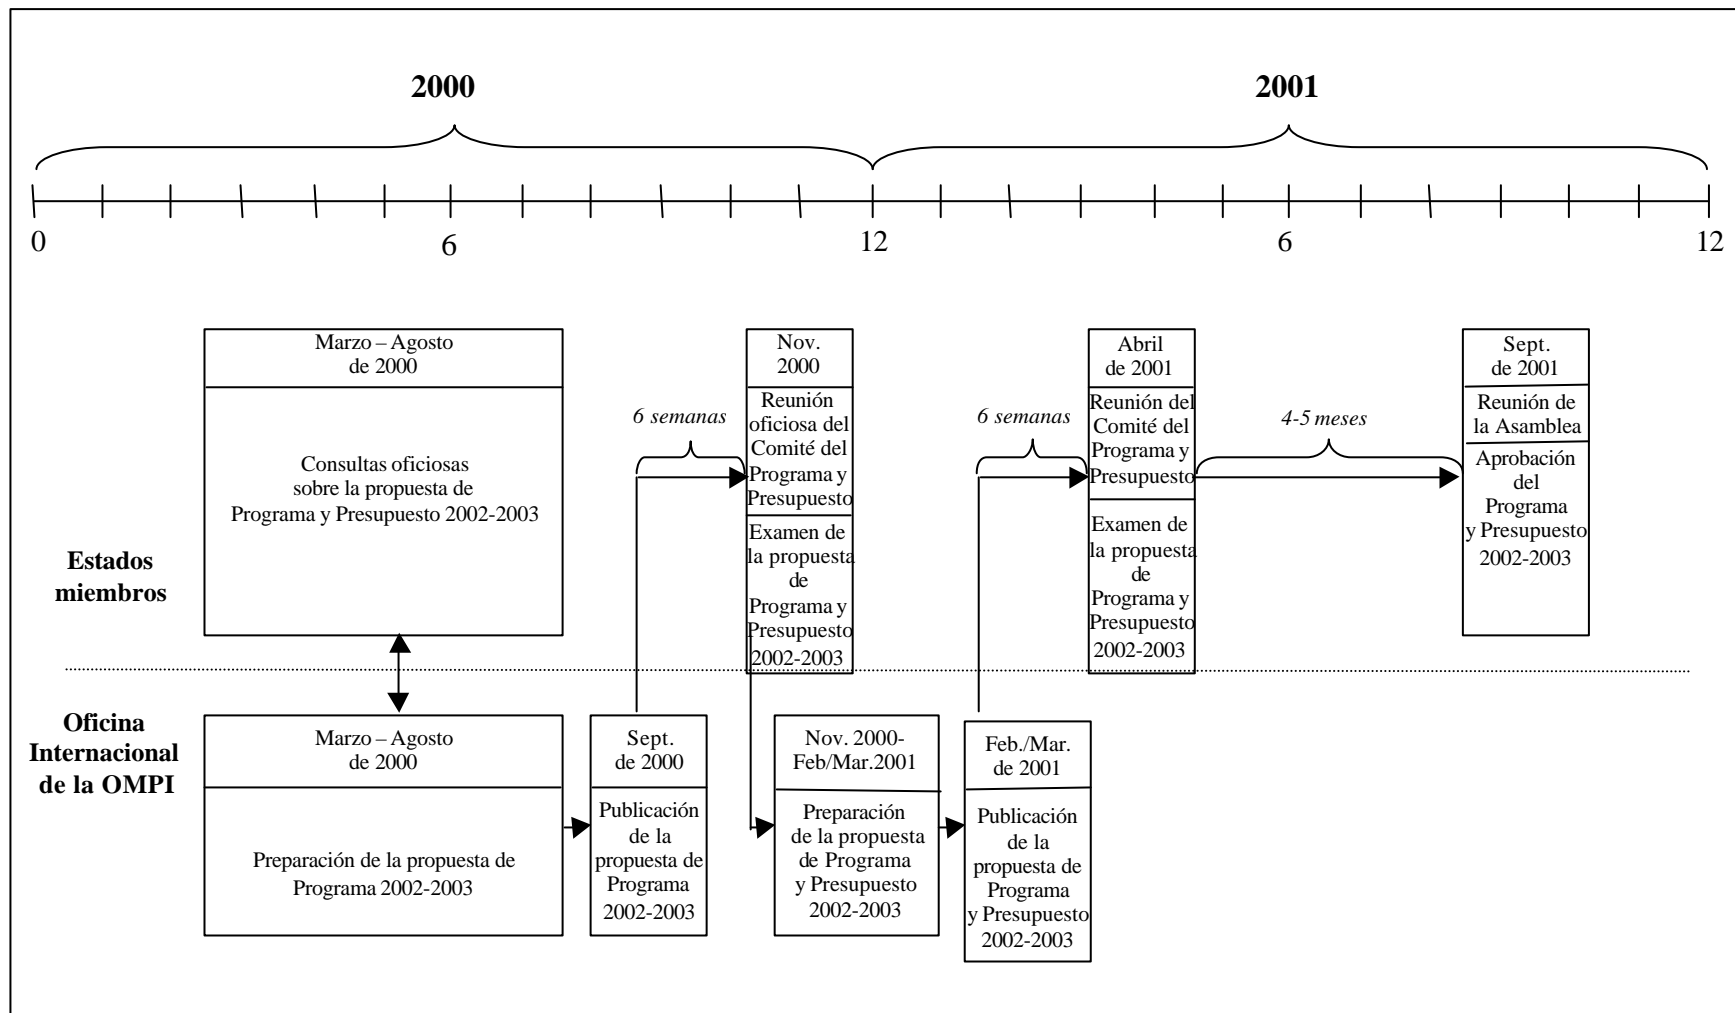 2000
2001
0
6
12
6
12
Marzo – Agosto
de 2000
Consultas oficiosas
sobre la propuesta de
Programa y Presupuesto 2002-2003
6 semanas
Nov.
2000
Reunión
oficiosa del
Comité del
Programa y
Presupuesto
Examen de
la propuesta
de
Programa y
Presupuesto
2002-2003
6 semanas
Abril
de 2001
Reunión del
Comité del
Programa y
Presupuesto
Examen de
la propuesta
de
Programa y
Presupuesto
2002-2003
4-5 meses
Sept.
de 2001
Reunión de
la Asamblea
Aprobación
del
Programa
y Presupuesto
2002-2003
Estados
miembros
Oficina
Internacional
de la OMPI
Marzo – Agosto
de 2000
Preparación de la propuesta de
Programa 2002-2003
Sept.
de 2000
Publicación
de la
propuesta de
Programa
2002-2003
Nov. 2000-
Feb/Mar.2001
Preparación
de la propuesta
de Programa
y Presupuesto
2002-2003
Feb./Mar.
de 2001
Publicación
de la
propuesta de
Programa
y Presupuesto
2002-2003